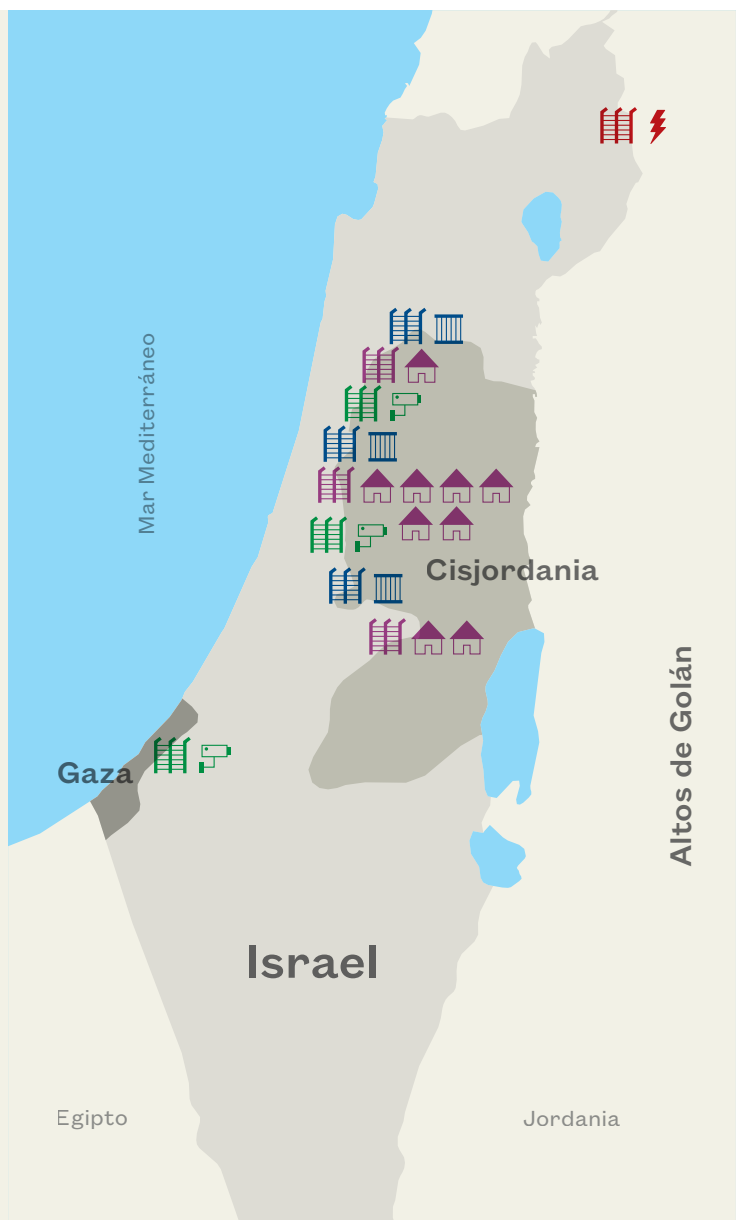 Mar Mediterráneo
Cisjordania
Altos de Golán
Gaza
Israel
Egipto
Jordania